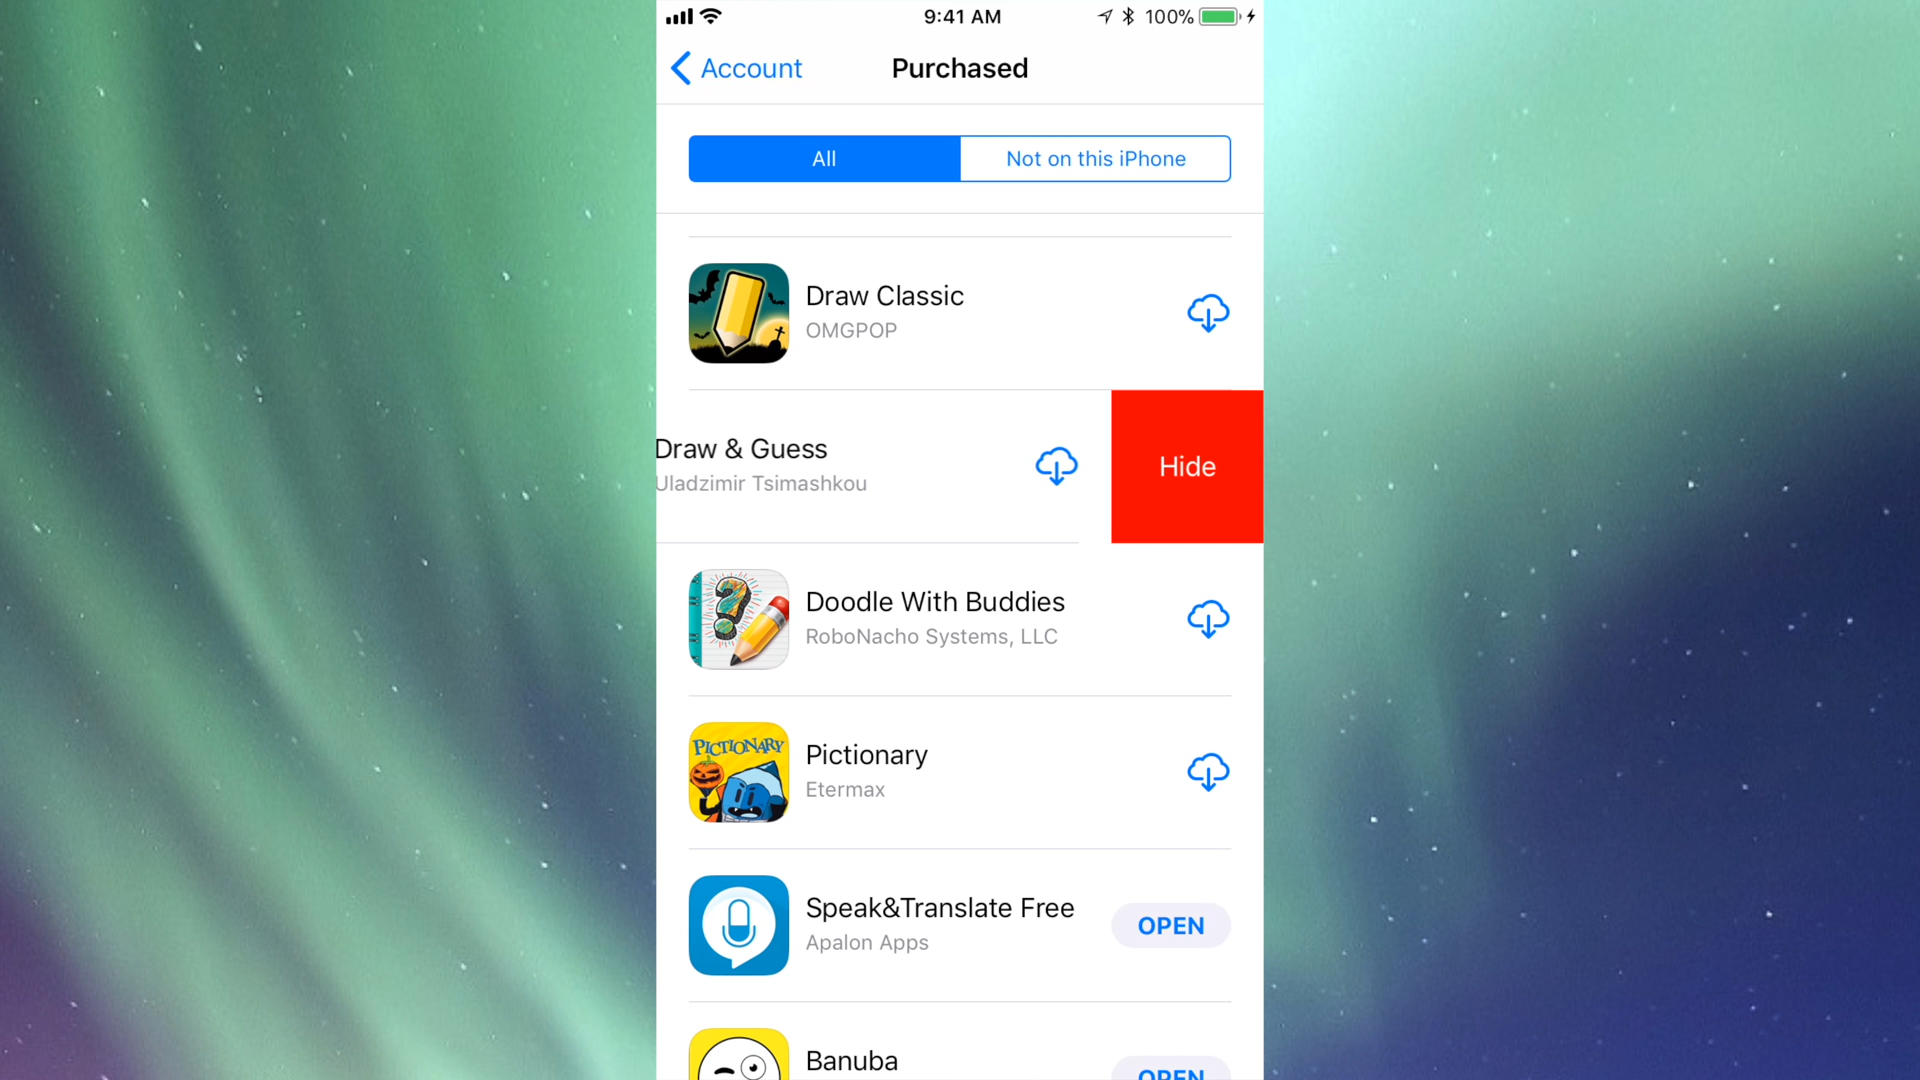 9:41 AM
100%
Account
Purchased
All
Not on this iPhone
Draw Classic
OMGPOP
Draw & Guess
Uladzimir Tsimashkou
Hide
Doodle With Buddies
RoboNacho Systems, LLC
PICTIONARY
Pictionary
Etermax
Speak&Translate Free
Apalon Apps
OPEN
Banuba
OPEN